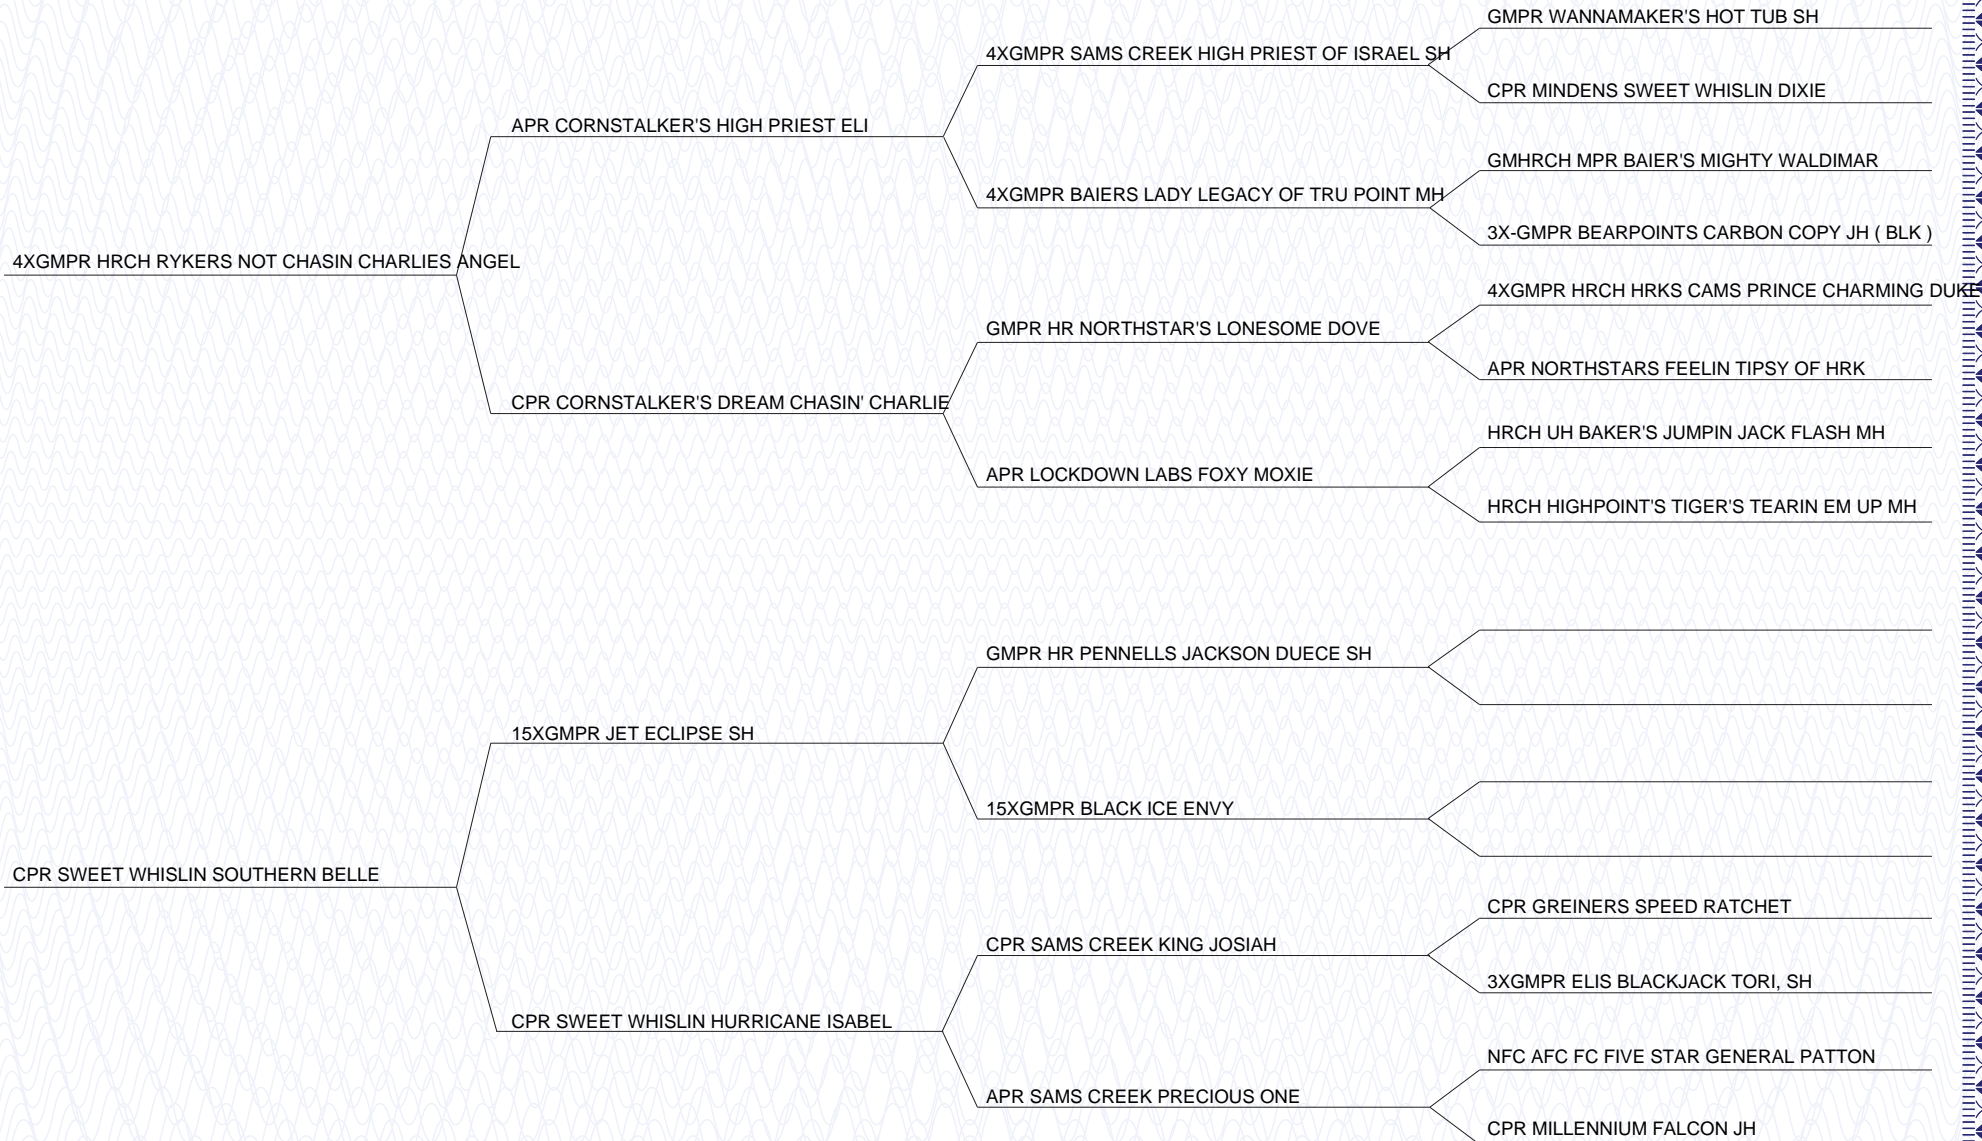 GMPR WANNAMAKER'S HOT TUB SH
4XGMPR SAMS CREEK HIGH PRIEST OF ISRAEL SH
CPR MINDENS SWEET WHISLIN DIXIE
APR CORNSTALKER'S HIGH PRIEST ELI
GMHRCH MPR BAIER'S MIGHTY WALDIMAR
4XGMPR BAIERS LADY LEGACY OF TRU POINT MH
3X-GMPR BEARPOINTS CARBON COPY JH ( BLK )
4XGMPR HRCH RYKERS NOT CHASIN CHARLIES ANGEL
4XGMPR HRCH HRKS CAMS PRINCE CHARMING DUKE
GMPR HR NORTHSTAR'S LONESOME DOVE
APR NORTHSTARS FEELIN TIPSY OF HRK
CPR CORNSTALKER'S DREAM CHASIN' CHARLIE
HRCH UH BAKER'S JUMPIN JACK FLASH MH
APR LOCKDOWN LABS FOXY MOXIE
HRCH HIGHPOINT'S TIGER'S TEARIN EM UP MH
GMPR HR PENNELLS JACKSON DUECE SH
15XGMPR JET ECLIPSE SH
15XGMPR BLACK ICE ENVY
CPR SWEET WHISLIN SOUTHERN BELLE
CPR GREINERS SPEED RATCHET
CPR SAMS CREEK KING JOSIAH
3XGMPR ELIS BLACKJACK TORI, SH
CPR SWEET WHISLIN HURRICANE ISABEL
NFC AFC FC FIVE STAR GENERAL PATTON
APR SAMS CREEK PRECIOUS ONE
CPR MILLENNIUM FALCON JH